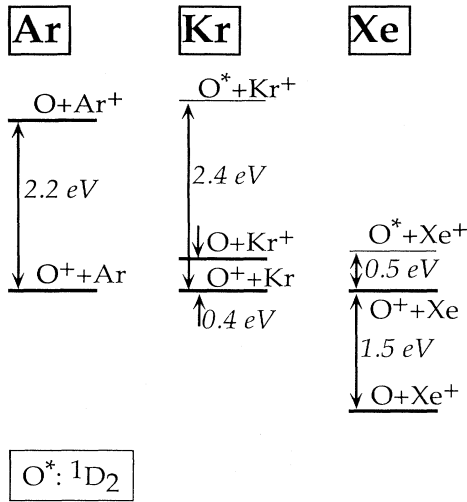 Ar Kr Xe
O*+Kr⁺
O+Ar⁺
2.2 eV
2.4 eV
O+Kr⁺
O*+Xe⁺
O⁺+Ar
O⁺+Kr
0.5 eV
0.4 eV
O⁺+Xe
1.5 eV
O+Xe⁺
O*: ¹D₂